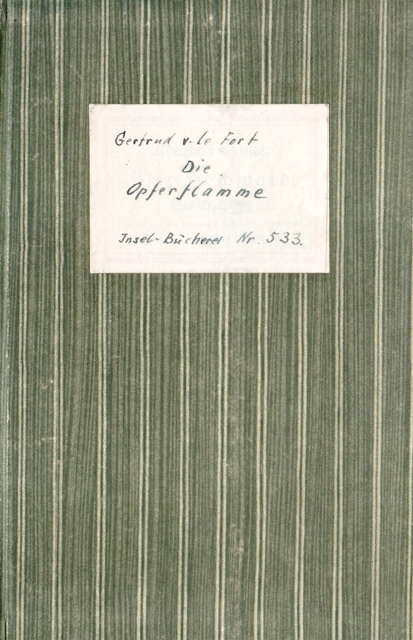 Gertrud v. le Fort
Die
Opferflamme
Insel-Bücherei Nr. 533.